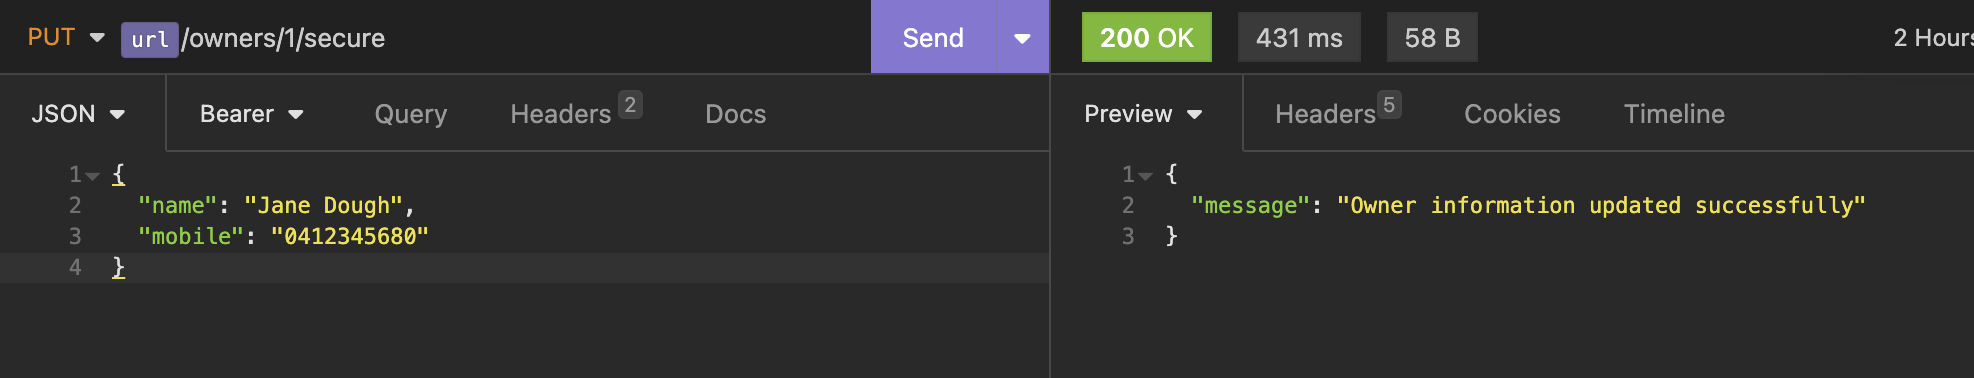 PUT url/owners/1/secure Send 200 OK 431 ms 58 B 2 Hours
JSON Bearer Query Headers 2 Docs Preview Headers 5 Cookies Timeline
1 {
2 "name": "Jane Dough",
3 "mobile": "0412345680"
4 }
1 {
2 "message": "Owner information updated successfully"
3 }